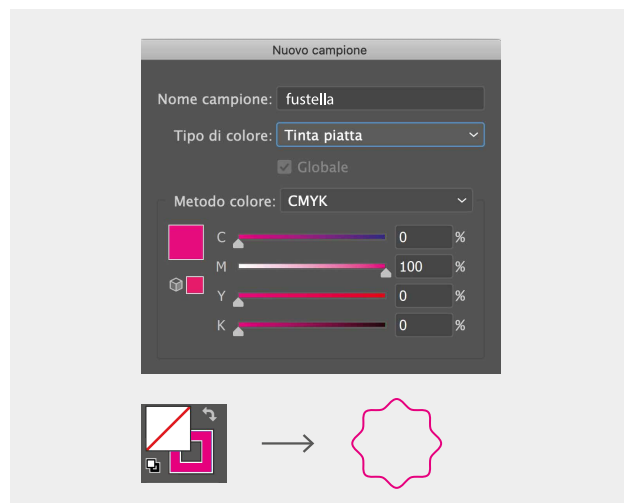 Nuovo campione
Nome campione: fustella
Tipo di colore: Tinta piatta
Globale
Metodo colore: CMYK
C 0 %
M 100 %
Y 0 %
K 0 %